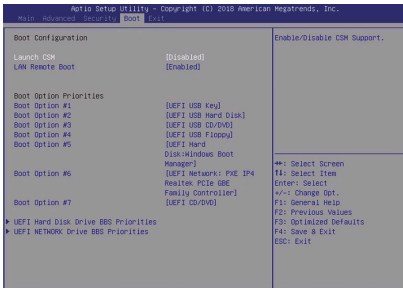 Aptio Setup Utility - Copyright (C) 2018 American Megatrends, Inc.
Main Advanced Security Boot Exit
Boot Configuration
Launch CSM [Disabled]
LAN Remote Boot [Enabled]
Boot Option Priorities
Boot Option #1 [UEFI USB Key]
Boot Option #2 [UEFI USB Hard Disk]
Boot Option #3 [UEFI USB CD/DVD]
Boot Option #4 [UEFI USB Floppy]
Boot Option #5 [UEFI Hard
Disk:Windows Boot
Manager]
Boot Option #6 [UEFI Network: PXE IP4
Realtek PCIe GBE
Family Controller]
Boot Option #7 [UEFI CD/DVD]
UEFI Hard Disk Drive BBS Priorities
UEFI NETWORK Drive BBS Priorities
Enable/Disable CSM Support.
→←: Select Screen
↑↓: Select Item
Enter: Select
+/-: Change Opt.
F1: General Help
F2: Previous Values
F3: Optimized Defaults
F4: Save & Exit
ESC: Exit